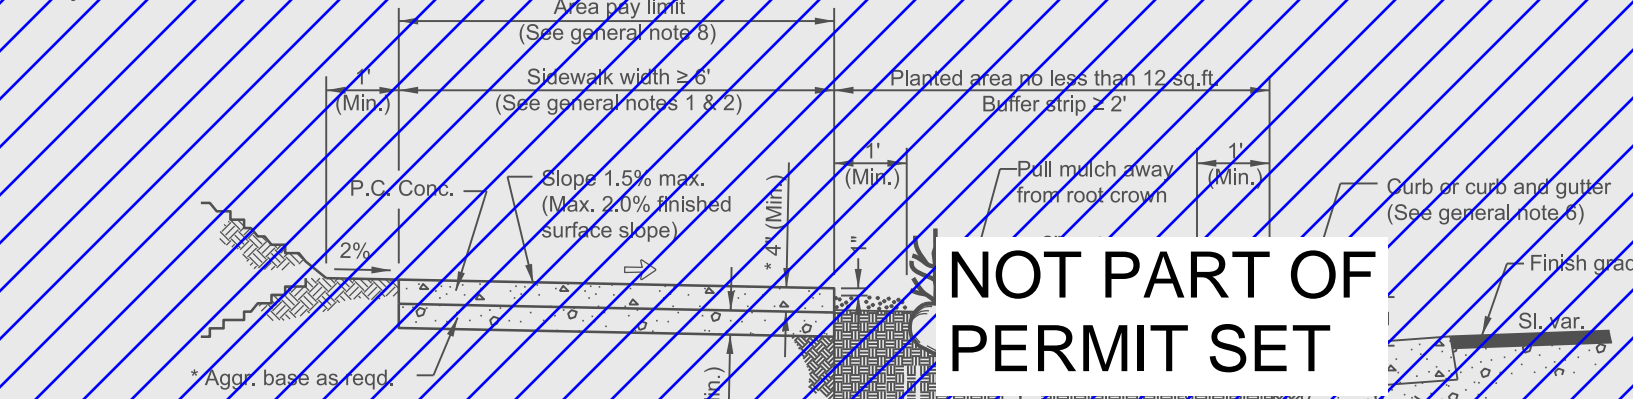 Area pay limit
(See general note 8)
1'
(Min.)
Sidewalk width ≥ 6'
(See general notes 1 & 2)
Planted area no less than 12 sq.ft.
Buffer strip ≥ 2'
1'
(Min.)
1'
(Min.)
Pull mulch away
from root crown
P.C. Conc.
Slope 1.5% max.
(Max. 2.0% finished
surface slope)
* 4" (Min.)
1"
Curb or curb and gutter
(See general note 6)
2%
Finish grad
Sl. var.
* Aggr. base as reqd.
in.)
NOT PART OF
PERMIT SET